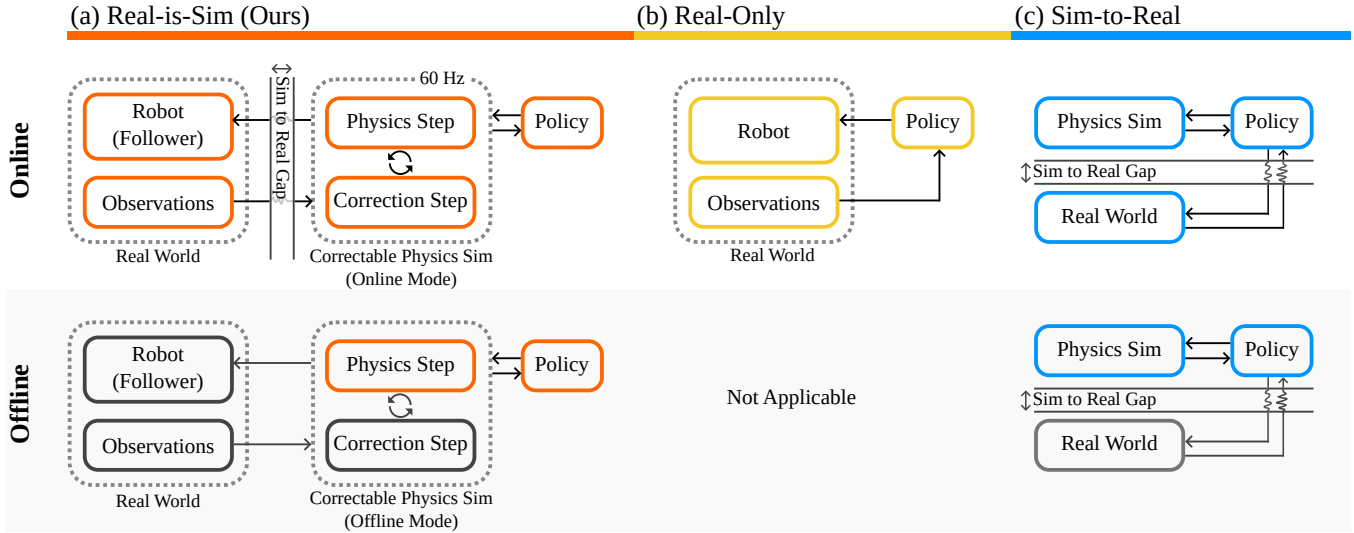 (a) Real-is-Sim (Ours)
(b) Real-Only
(c) Sim-to-Real
Online
Robot
(Follower)
Observations
Real World
Sim to Real Gap
60 Hz
Physics Step
Correction Step
Correctable Physics Sim
(Online Mode)
Policy
Robot
Observations
Real World
Policy
Physics Sim
Policy
Sim to Real Gap
Real World
Offline
Robot
(Follower)
Observations
Real World
Physics Step
Correction Step
Correctable Physics Sim
(Offline Mode)
Policy
Not Applicable
Physics Sim
Policy
Sim to Real Gap
Real World